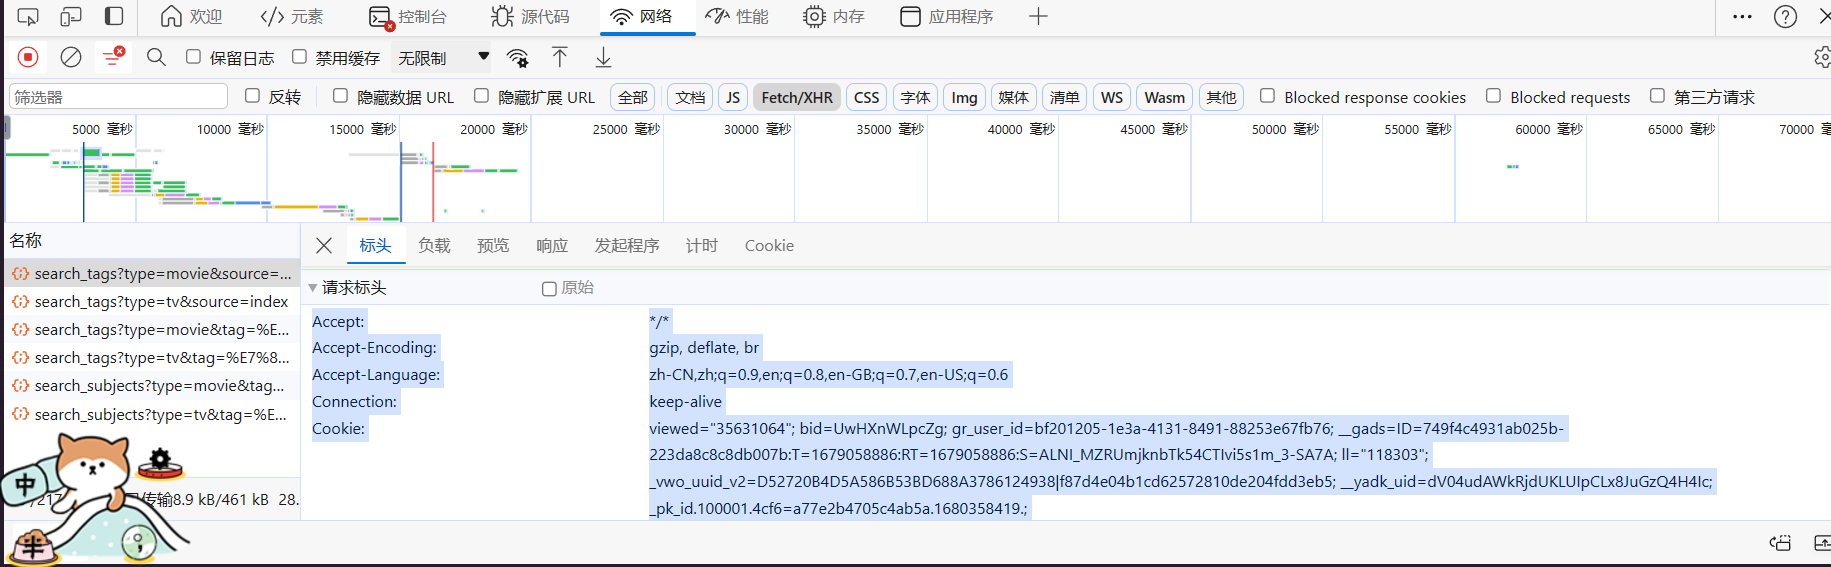 欢迎 元素 控制台 源代码 网络 性能 内存 应用程序
保留日志 禁用缓存 无限制
筛选器 反转 隐藏数据 URL 隐藏扩展 URL 全部 文档 JS Fetch/XHR CSS 字体 Img 媒体 清单 WS Wasm 其他 Blocked response cookies Blocked requests 第三方请求
5000 毫秒 10000 毫秒 15000 毫秒 20000 毫秒 25000 毫秒 30000 毫秒 35000 毫秒 40000 毫秒 45000 毫秒 50000 毫秒 55000 毫秒 60000 毫秒 65000 毫秒 70000
名称
search_tags?type=movie&source=...
search_tags?type=tv&source=index
search_tags?type=movie&tag=%E...
search_tags?type=tv&tag=%E7%8...
search_subjects?type=movie&tag...
search_subjects?type=tv&tag=%E...
标头 负载 预览 响应 发起程序 计时 Cookie
请求标头 原始
Accept: */*
Accept-Encoding: gzip, deflate, br
Accept-Language: zh-CN,zh;q=0.9,en;q=0.8,en-GB;q=0.7,en-US;q=0.6
Connection: keep-alive
Cookie: viewed="35631064"; bid=UwHXnWLpcZg; gr_user_id=bf201205-1e3a-4131-8491-88253e67fb76; __gads=ID=749f4c4931ab025b-
223da8c8c8db007b:T=1679058886:RT=1679058886:S=ALNI_MZRUmjknbTk54CTIvi5s1m_3-SA7A; ll="118303";
_vwo_uuid_v2=D52720B4D5A586B53BD688A3786124938|f87d4e04b1cd62572810de204fdd3eb5; __yadk_uid=dV04udAWkRjdUKLUIpCLx8JuGzQ4H4Ic;
_pk_id.100001.4cf6=a77e2b4705c4ab5a.1680358419.;
中
传输8.9 kB/461 kB 28.
半